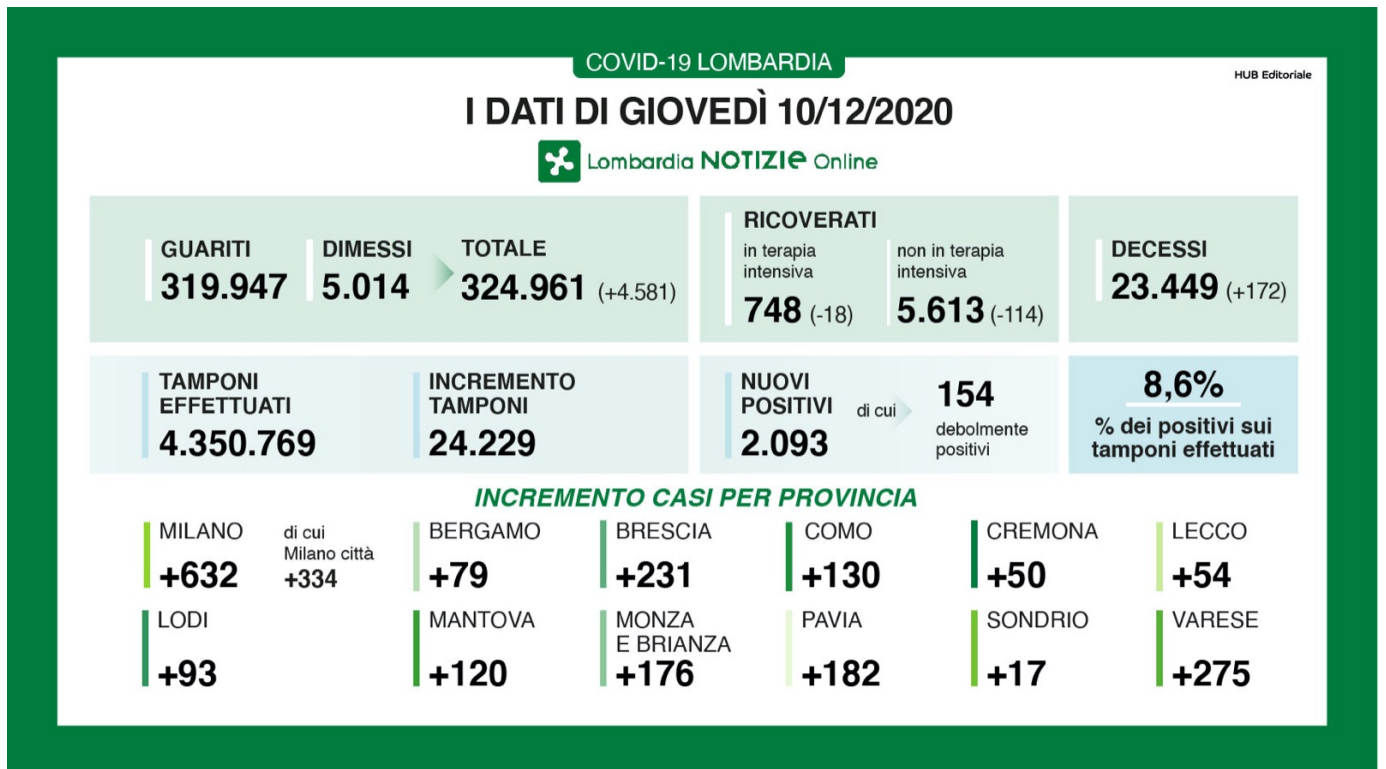 COVID-19 LOMBARDIA
HUB Editoriale
I DATI DI GIOVEDÌ 10/12/2020
Lombardia NOTIZIE Online
GUARITI
319.947
DIMESSI
5.014
TOTALE
324.961 (+4.581)
RICOVERATI
in terapia
intensiva
748 (-18)
non in terapia
intensiva
5.613 (-114)
DECESSI
23.449 (+172)
TAMPONI
EFFETTUATI
4.350.769
INCREMENTO
TAMPONI
24.229
NUOVI
POSITIVI
2.093
di cui
154
debolmente
positivi
8,6%
% dei positivi sui
tamponi effettuati
INCREMENTO CASI PER PROVINCIA
MILANO
+632
di cui
Milano città
+334
BERGAMO
+79
BRESCIA
+231
COMO
+130
CREMONA
+50
LECCO
+54
LODI
+93
MANTOVA
+120
MONZA
E BRIANZA
+176
PAVIA
+182
SONDRIO
+17
VARESE
+275